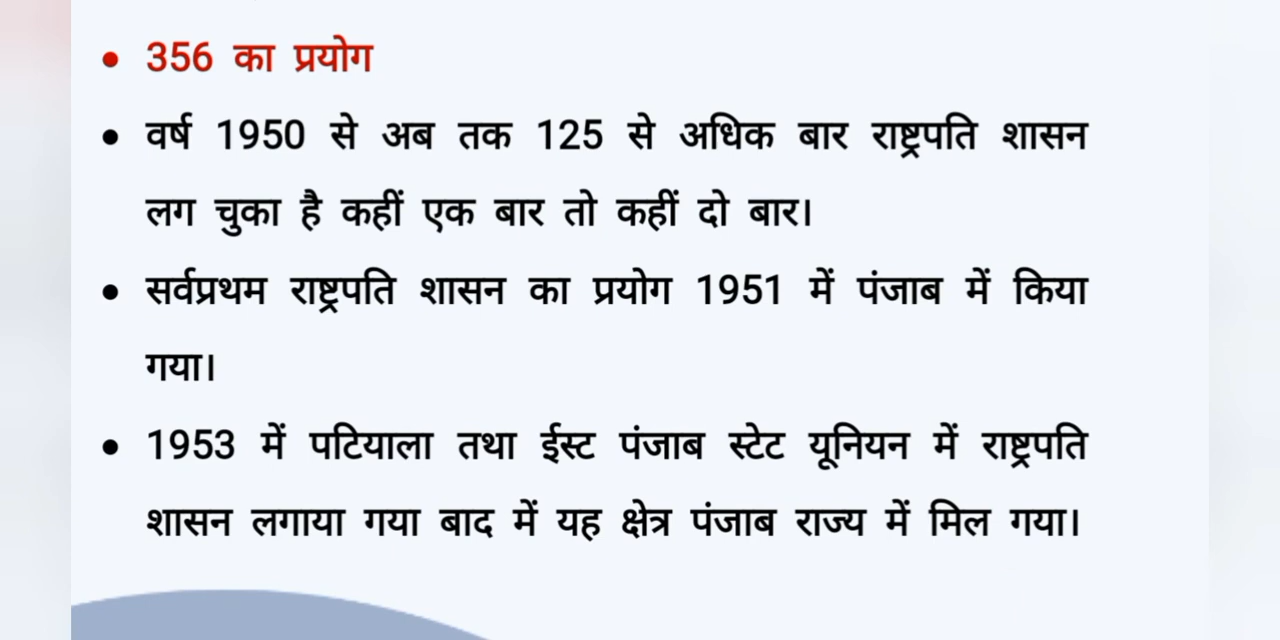 • 356 का प्रयोग
• वर्ष 1950 से अब तक 125 से अधिक बार राष्ट्रपति शासन
लग चुका है कहीं एक बार तो कहीं दो बार।
• सर्वप्रथम राष्ट्रपति शासन का प्रयोग 1951 में पंजाब में किया
गया।
• 1953 में पटियाला तथा ईस्ट पंजाब स्टेट यूनियन में राष्ट्रपति
शासन लगाया गया बाद में यह क्षेत्र पंजाब राज्य में मिल गया।